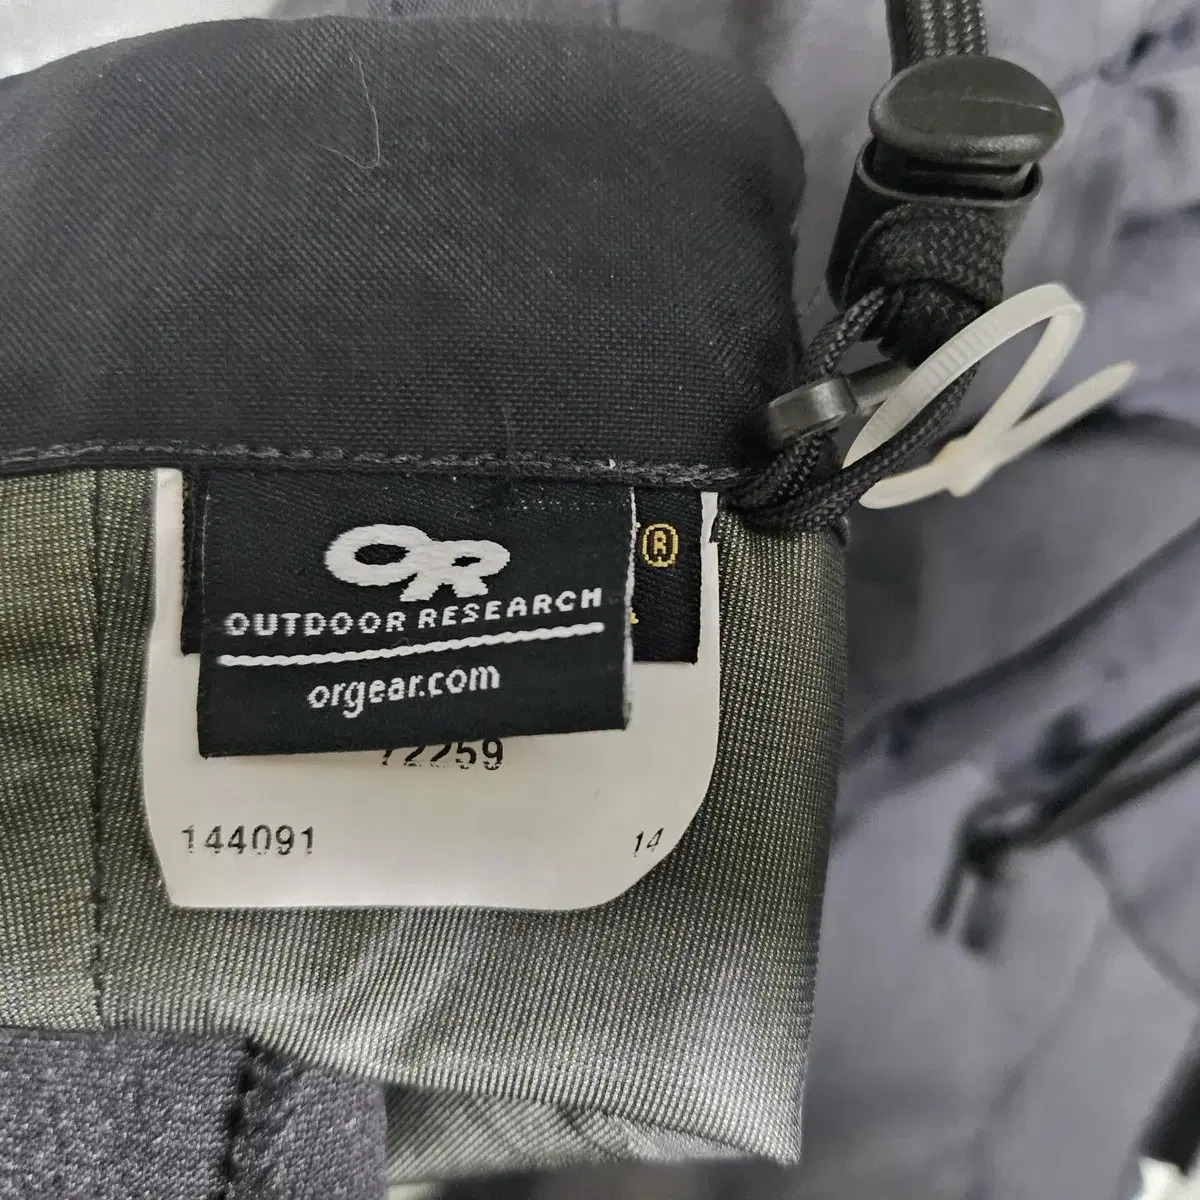 OR
®
OUTDOOR RESEARCH
orgear.com
72259
144091
14